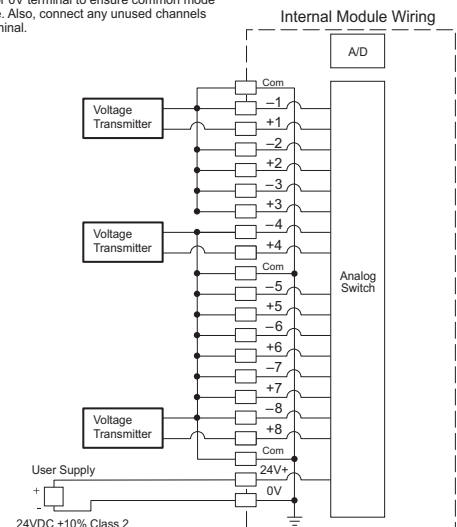 0V terminal to ensure common mode
Also, connect any unused channels
Internal Module Wiring
A/D
Com
Voltage
Transmitter
–1
+1
–2
+2
–3
+3
Voltage
Transmitter
–4
+4
Com
Analog
Switch
–5
+5
–6
+6
–7
+7
Voltage
Transmitter
–8
+8
Com
User Supply
24V+
+
0V
-
24VDC +10% Class 2